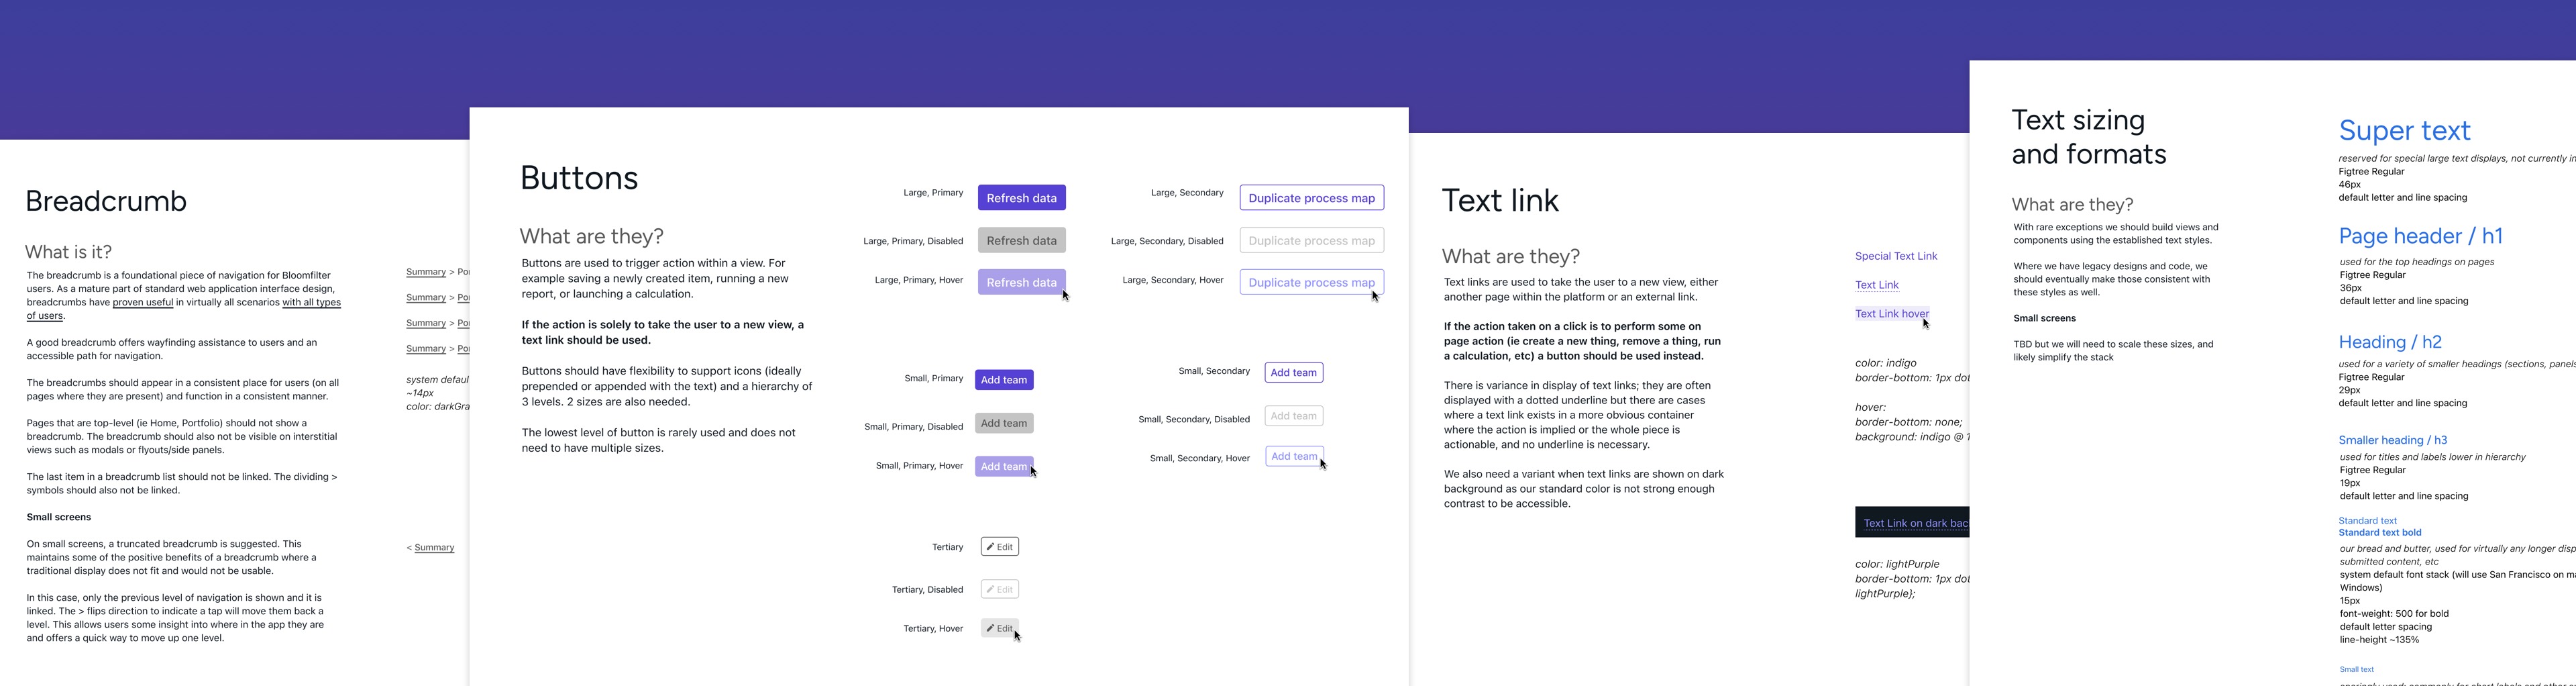 Breadcrumb
What is it?
The breadcrumb is a foundational piece of navigation for Bloomfilter
users. As a mature part of standard web application interface design,
breadcrumbs have proven useful in virtually all scenarios with all types
of users.
A good breadcrumb offers wayfinding assistance to users and an
accessible path for navigation.
The breadcrumbs should appear in a consistent place for users (on all
pages where they are present) and function in a consistent manner.
Pages that are top-level (ie Home, Portfolio) should not show a
breadcrumb. The breadcrumb should also not be visible on interstitial
views such as modals or flyouts/side panels.
The last item in a breadcrumb list should not be linked. The dividing >
symbols should also not be linked.
Small screens
On small screens, a truncated breadcrumb is suggested. This
maintains some of the positive benefits of a breadcrumb where a
traditional display does not fit and would not be usable.
In this case, only the previous level of navigation is shown and it is
linked. The > flips direction to indicate a tap will move them back a
level. This allows users some insight into where in the app they are
and offers a quick way to move up one level.
Summary > Por
Summary > Por
Summary > Por
Summary > Por
system defaul
~14px
color: darkGra
< Summary
Buttons
What are they?
Buttons are used to trigger action within a view. For
example saving a newly created item, running a new
report, or launching a calculation.
If the action is solely to take the user to a new view, a
text link should be used.
Buttons should have flexibility to support icons (ideally
prepended or appended with the text) and a hierarchy of
3 levels. 2 sizes are also needed.
The lowest level of button is rarely used and does not
need to have multiple sizes.
Large, Primary
Refresh data
Large, Primary, Disabled
Refresh data
Large, Primary, Hover
Refresh data
Small, Primary
Add team
Small, Primary, Disabled
Add team
Small, Primary, Hover
Add team
Tertiary
Edit
Tertiary, Disabled
Edit
Tertiary, Hover
Edit
Large, Secondary
Duplicate process map
Large, Secondary, Disabled
Duplicate process map
Large, Secondary, Hover
Duplicate process map
Small, Secondary
Add team
Small, Secondary, Disabled
Add team
Small, Secondary, Hover
Add team
Text link
What are they?
Text links are used to take the user to a new view, either
another page within the platform or an external link.
If the action taken on a click is to perform some on
page action (ie create a new thing, remove a thing, run
a calculation, etc) a button should be used instead.
There is variance in display of text links; they are often
displayed with a dotted underline but there are cases
where a text link exists in a more obvious container
where the action is implied or the whole piece is
actionable, and no underline is necessary.
We also need a variant when text links are shown on dark
background as our standard color is not strong enough
contrast to be accessible.
Special Text Link
Text Link
Text Link hover
color: indigo
border-bottom: 1px dot
hover:
border-bottom: none;
background: indigo @ 1
Text Link on dark bac
color: lightPurple
border-bottom: 1px dot
lightPurple};
Text sizing
and formats
What are they?
With rare exceptions we should build views and
components using the established text styles.
Where we have legacy designs and code, we
should eventually make those consistent with
these styles as well.
Small screens
TBD but we will need to scale these sizes, and
likely simplify the stack
Super text
reserved for special large text displays, not currently in
Figtree Regular
46px
default letter and line spacing
Page header / h1
used for the top headings on pages
Figtree Regular
36px
default letter and line spacing
Heading / h2
used for a variety of smaller headings (sections, panels
Figtree Regular
29px
default letter and line spacing
Smaller heading / h3
used for titles and labels lower in hierarchy
Figtree Regular
19px
default letter and line spacing
Standard text
Standard text bold
our bread and butter, used for virtually any longer disp
submitted content, etc
system default font stack (will use San Francisco on ma
Windows)
15px
font-weight: 500 for bold
default letter spacing
line-height ~135%
Small text